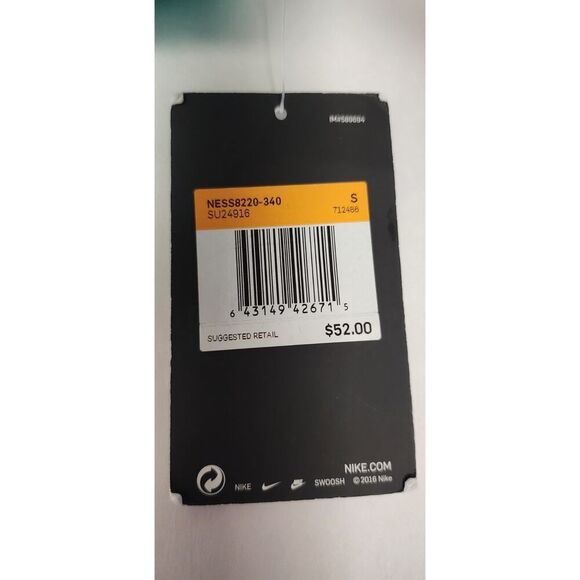 NESS8220-340 S
SU24916 712486
6 43149 42671 5
SUGGESTED RETAIL $52.00
NIKE.COM
NIKE SWOOSH © 2016 Nike